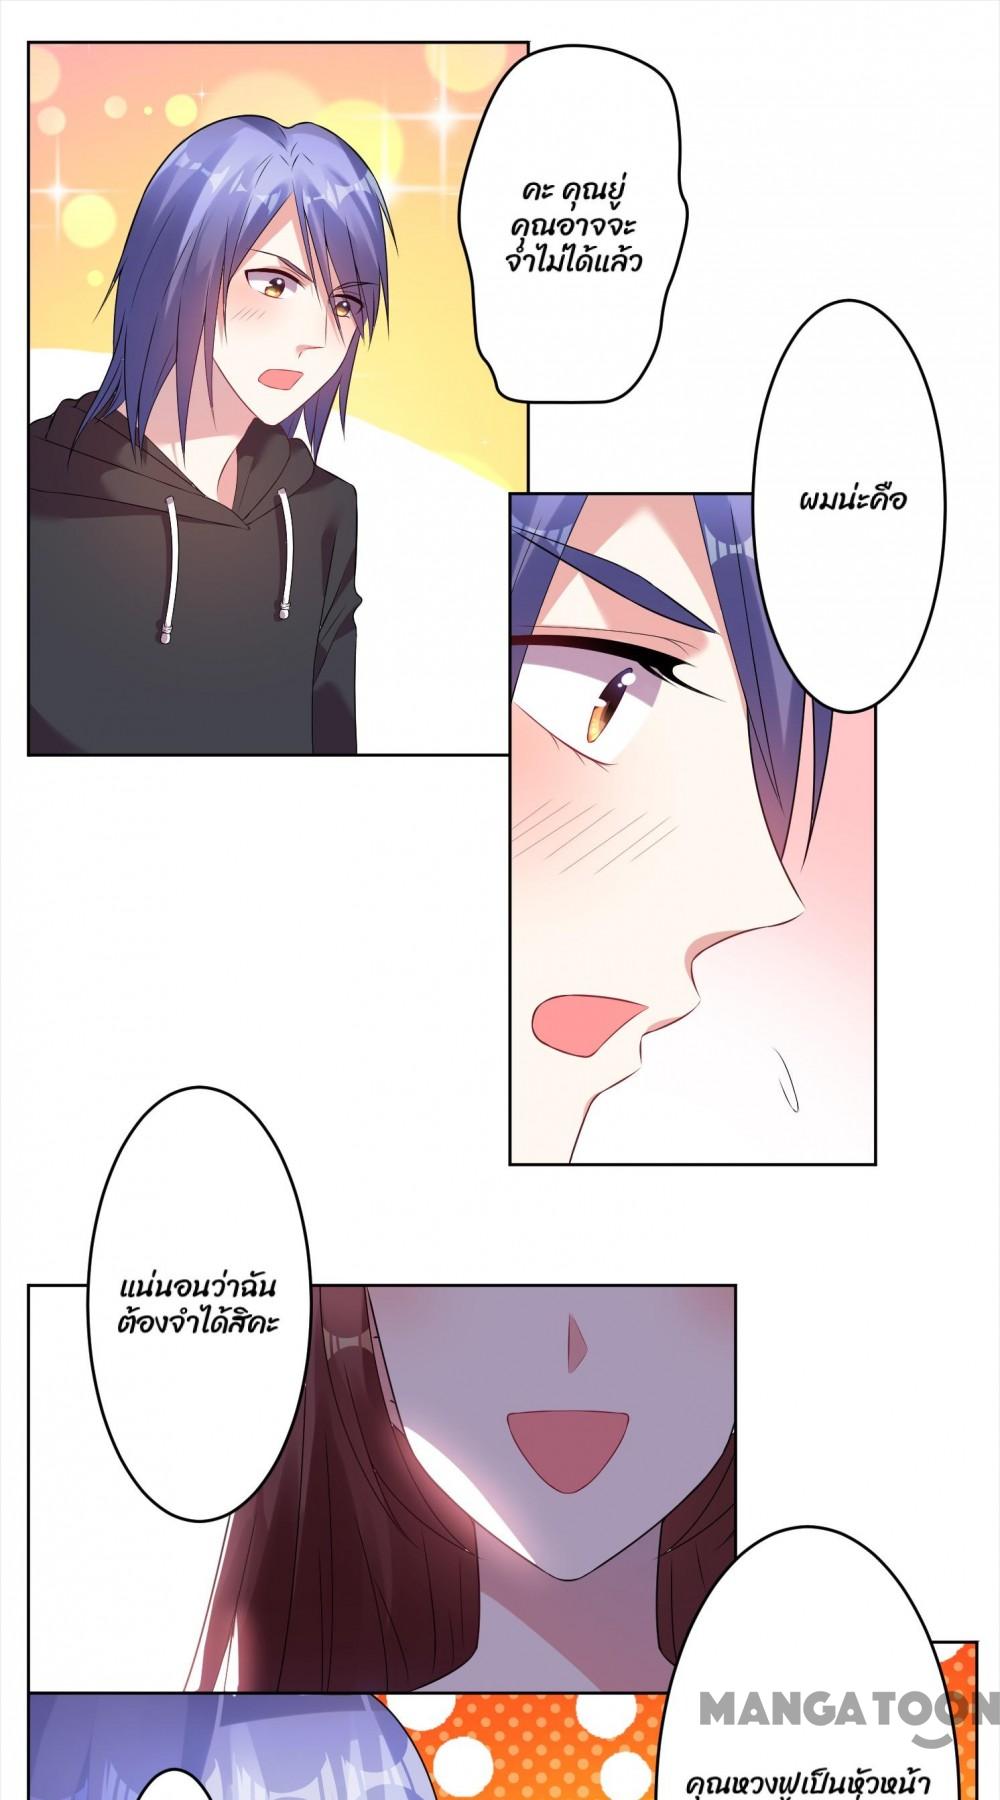 คะ คุณยู่
คุณอาจจะ
จำไม่ได้แล้ว
ผมน่ะคือ
แน่นอนว่าฉัน
ต้องจำได้สิคะ
MANGATOON
คุณหวงฟูเป็นหัวหน้า